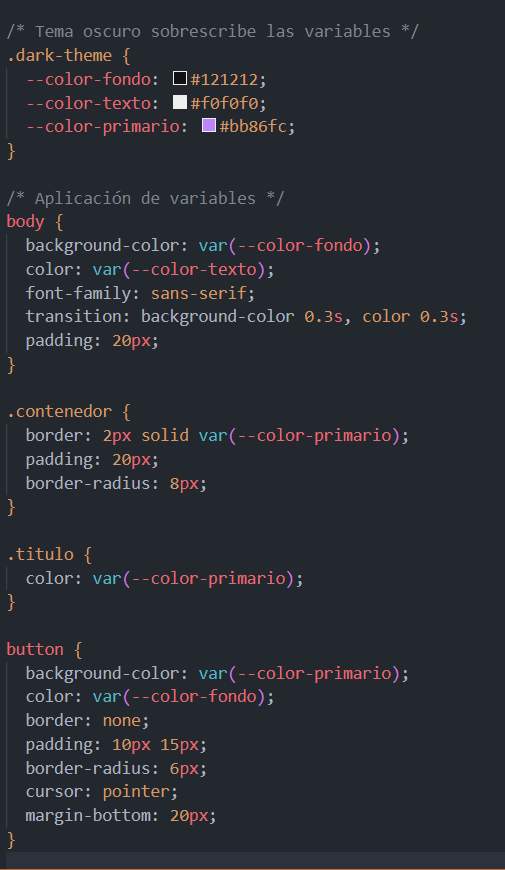 /* Tema oscuro sobrescribe las variables */
.dark-theme {
  --color-fondo: #121212;
  --color-texto: #f0f0f0;
  --color-primario: #bb86fc;
}

/* Aplicación de variables */
body {
  background-color: var(--color-fondo);
  color: var(--color-texto);
  font-family: sans-serif;
  transition: background-color 0.3s, color 0.3s;
  padding: 20px;
}

.contenedor {
  border: 2px solid var(--color-primario);
  padding: 20px;
  border-radius: 8px;
}

.titulo {
  color: var(--color-primario);
}

button {
  background-color: var(--color-primario);
  color: var(--color-fondo);
  border: none;
  padding: 10px 15px;
  border-radius: 6px;
  cursor: pointer;
  margin-bottom: 20px;
}